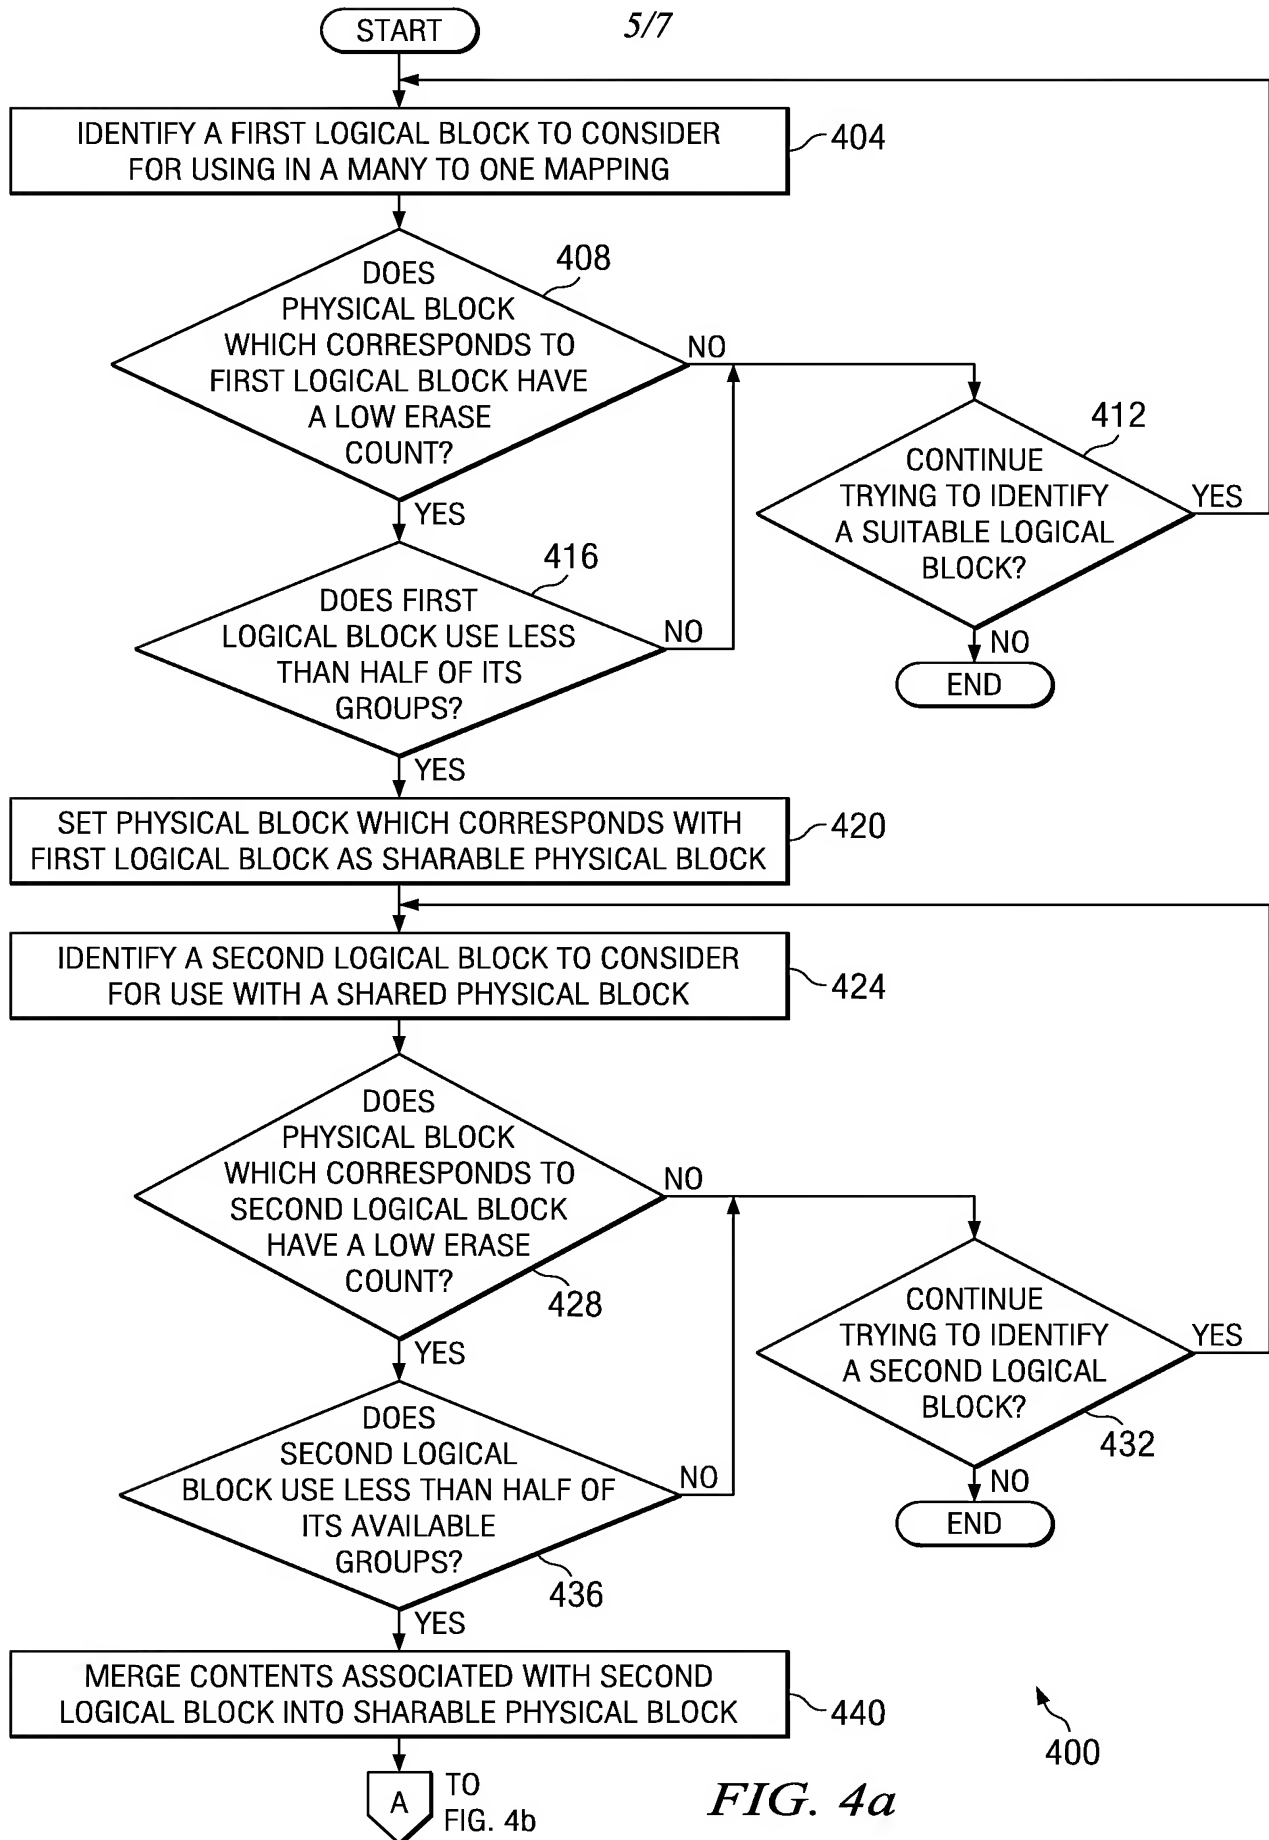 START
5/7
IDENTIFY A FIRST LOGICAL BLOCK TO CONSIDER
FOR USING IN A MANY TO ONE MAPPING
404
DOES
PHYSICAL BLOCK
WHICH CORRESPONDS TO
FIRST LOGICAL BLOCK HAVE
A LOW ERASE
COUNT?
408
NO
YES
CONTINUE
TRYING TO IDENTIFY
A SUITABLE LOGICAL
BLOCK?
412
YES
NO
END
DOES FIRST
LOGICAL BLOCK USE LESS
THAN HALF OF ITS
GROUPS?
416
NO
YES
SET PHYSICAL BLOCK WHICH CORRESPONDS WITH
FIRST LOGICAL BLOCK AS SHARABLE PHYSICAL BLOCK
420
IDENTIFY A SECOND LOGICAL BLOCK TO CONSIDER
FOR USE WITH A SHARED PHYSICAL BLOCK
424
DOES
PHYSICAL BLOCK
WHICH CORRESPONDS TO
SECOND LOGICAL BLOCK
HAVE A LOW ERASE
COUNT?
428
NO
YES
CONTINUE
TRYING TO IDENTIFY
A SECOND LOGICAL
BLOCK?
432
YES
NO
END
DOES
SECOND LOGICAL
BLOCK USE LESS THAN HALF OF
ITS AVAILABLE
GROUPS?
436
NO
YES
MERGE CONTENTS ASSOCIATED WITH SECOND
LOGICAL BLOCK INTO SHARABLE PHYSICAL BLOCK
440
400
A
TO
FIG. 4b
FIG. 4a